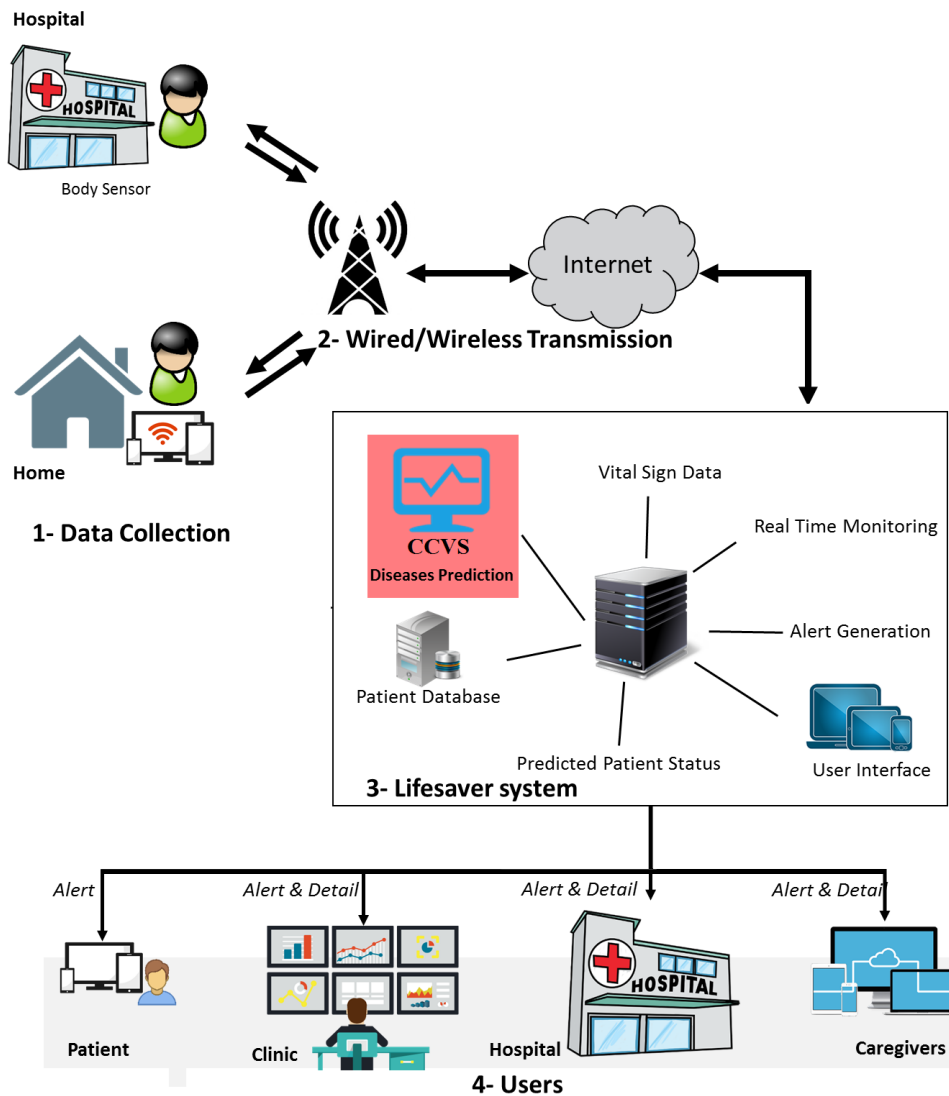 Hospital
HOSPITAL
Body Sensor
Internet
2- Wired/Wireless Transmission
Home
1- Data Collection
CCVS
Diseases Prediction
Vital Sign Data
Real Time Monitoring
Alert Generation
Patient Database
User Interface
Predicted Patient Status
3- Lifesaver system
Alert
Alert & Detail
Alert & Detail
Alert & Detail
HOSPITAL
Patient
Clinic
Hospital
Caregivers
4- Users